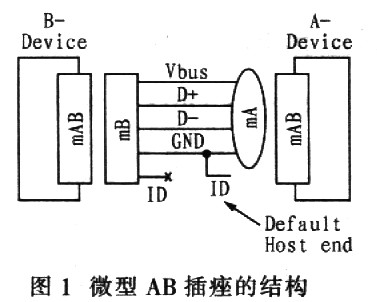 B-
Device
A-
Device
mAB
mB
Vbus
D+
D-
GND
ID
ID
mA
mAB
Default
Host end
图 1 微型 AB 插痤的结构